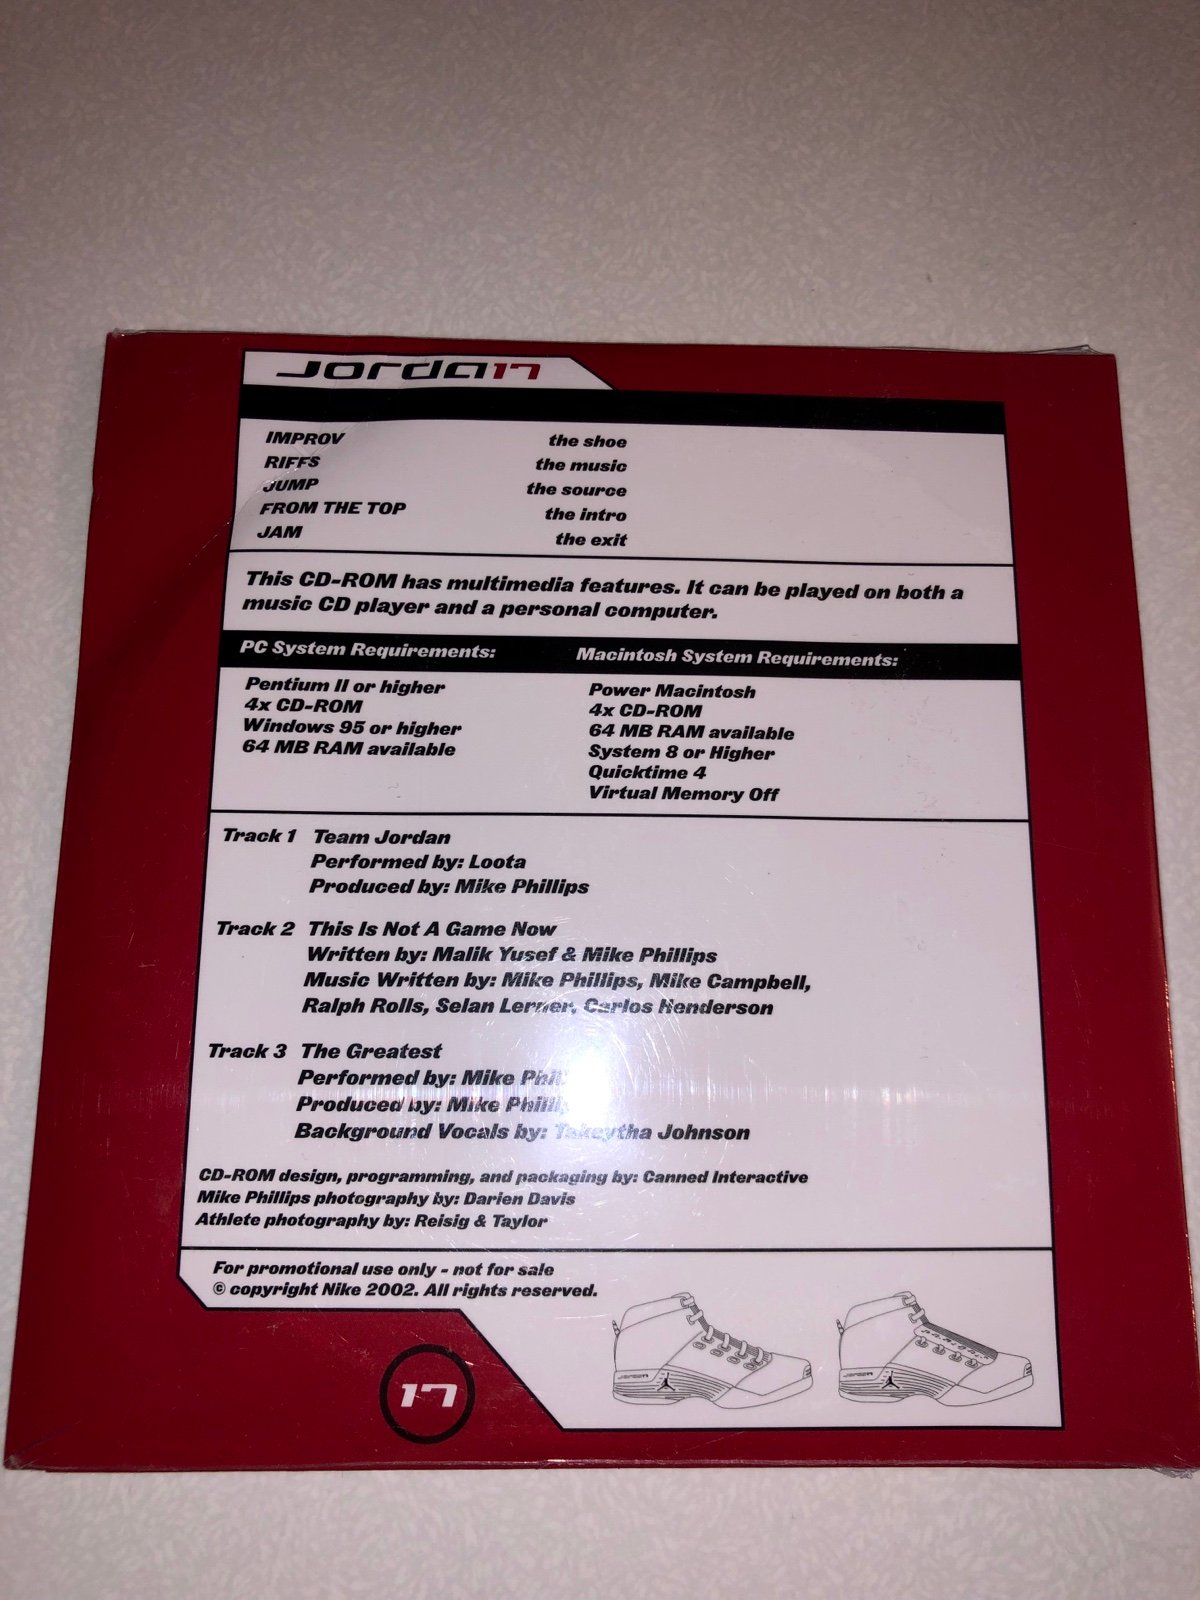 Jorda17
IMPROV the shoe
RIFFS the music
JUMP the source
FROM THE TOP the intro
JAM the exit
This CD-ROM has multimedia features. It can be played on both a
music CD player and a personal computer.
PC System Requirements: Macintosh System Requirements:
Pentium II or higher Power Macintosh
4x CD-ROM 4x CD-ROM
Windows 95 or higher 64 MB RAM available
64 MB RAM available System 8 or Higher
Quicktime 4
Virtual Memory Off
Track 1 Team Jordan
Performed by: Loota
Produced by: Mike Phillips
Track 2 This Is Not A Game Now
Written by: Malik Yusef & Mike Phillips
Music Written by: Mike Phillips, Mike Campbell,
Ralph Rolls, Selan Lerner, Carlos Henderson
Track 3 The Greatest
Performed by: Mike
Produced by: Mike
Background Vocals by: Takeytha Johnson
CD-ROM design, programming, and packaging by: Canned Interactive
Mike Phillips photography by: Darien Davis
Athlete photography by: Reisig & Taylor
For promotional use only - not for sale
© copyright Nike 2002. All rights reserved.
17